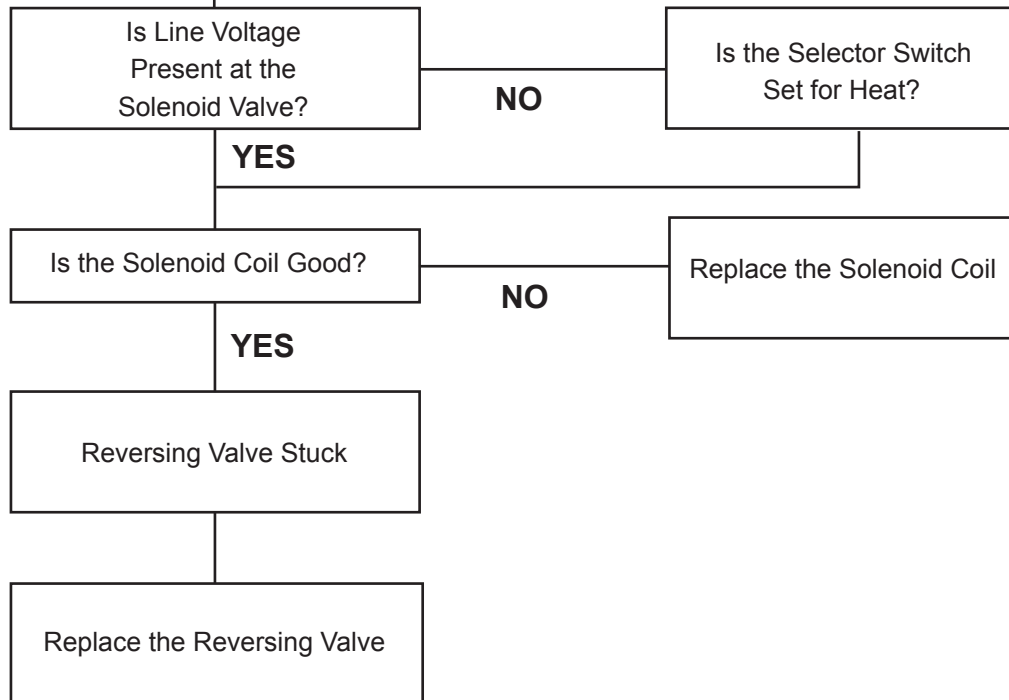 Is Line Voltage
Present at the
Solenoid Valve?
NO
Is the Selector Switch
Set for Heat?
YES
Is the Solenoid Coil Good?
NO
Replace the Solenoid Coil
YES
Reversing Valve Stuck
Replace the Reversing Valve